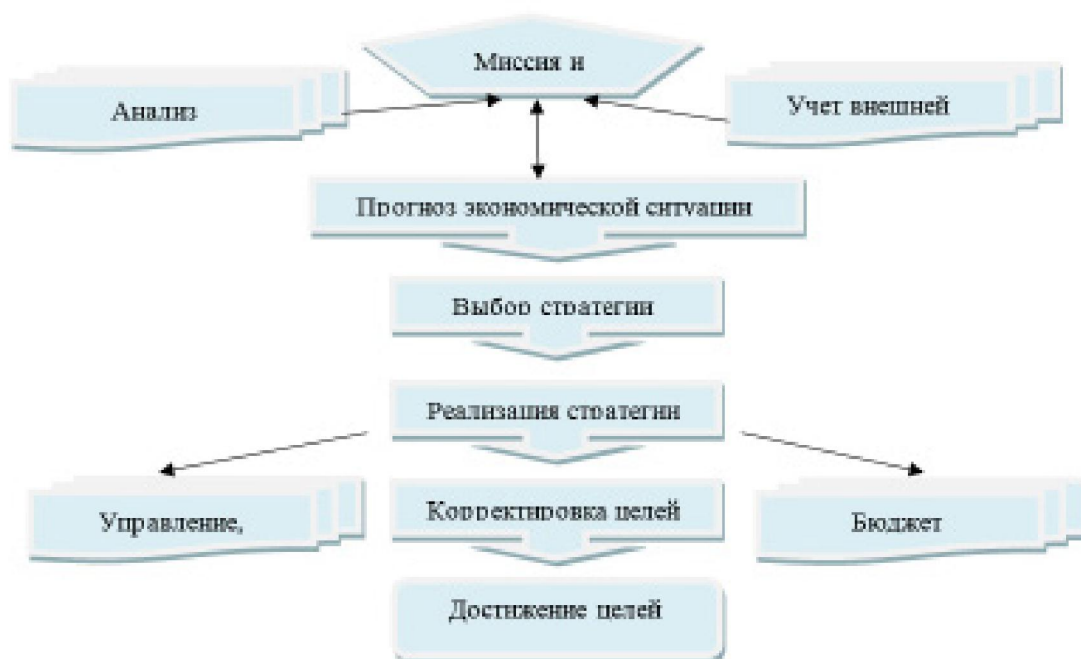 Миссия и
Анализ
Учет внешней
Прогноз экономической ситуации
Выбор стратегии
Реализация стратегии
Управление,
Корректировка целей
Бюджет
Достижение целей